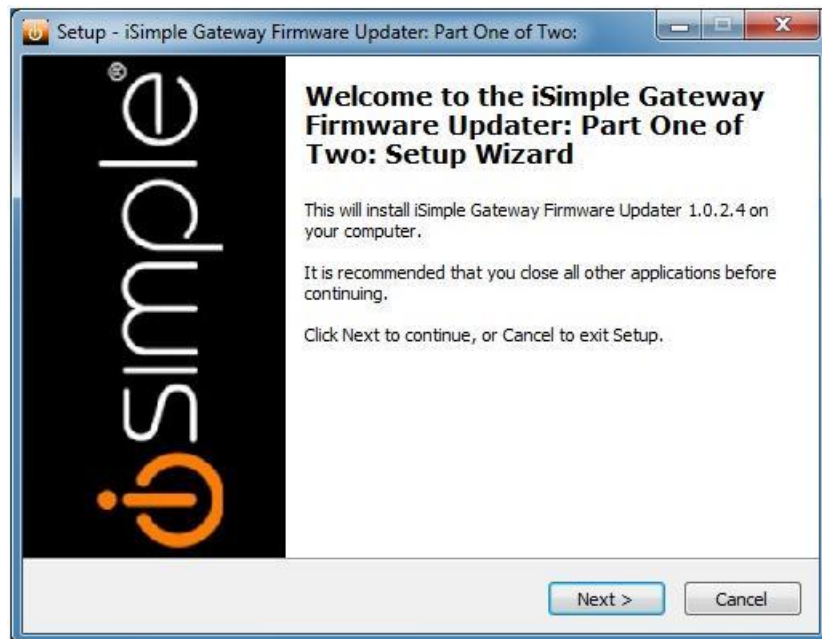 Setup - iSimple Gateway Firmware Updater: Part One of Two:
isimple®
Welcome to the iSimple Gateway
Firmware Updater: Part One of
Two: Setup Wizard
This will install iSimple Gateway Firmware Updater 1.0.2.4 on
your computer.
It is recommended that you close all other applications before
continuing.
Click Next to continue, or Cancel to exit Setup.
Next >
Cancel